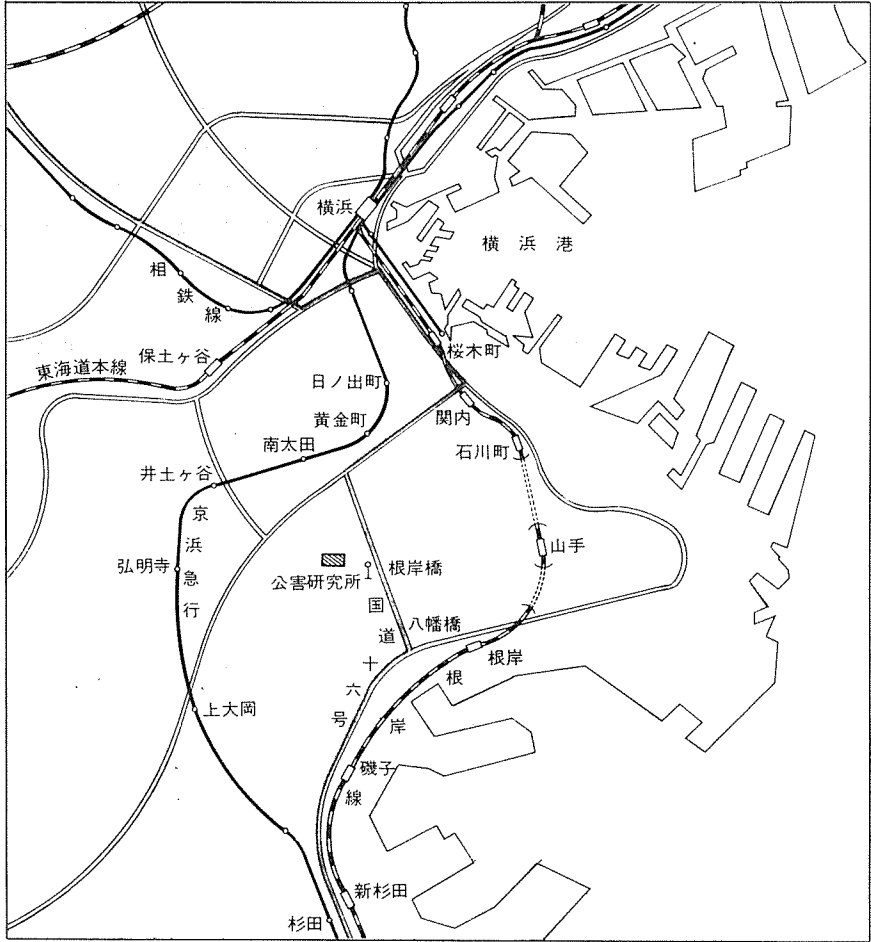 横浜
横浜港
相鉄線
桜木町
保土ヶ谷
東海道本線
日ノ出町
関内
黄金町
南太田
石川町
井土ヶ谷
京浜急行
山手
弘明寺
根岸橋
公害研究所
国道十六号
八幡橋
根岸
根岸線
上大岡
磯子
新杉田
杉田